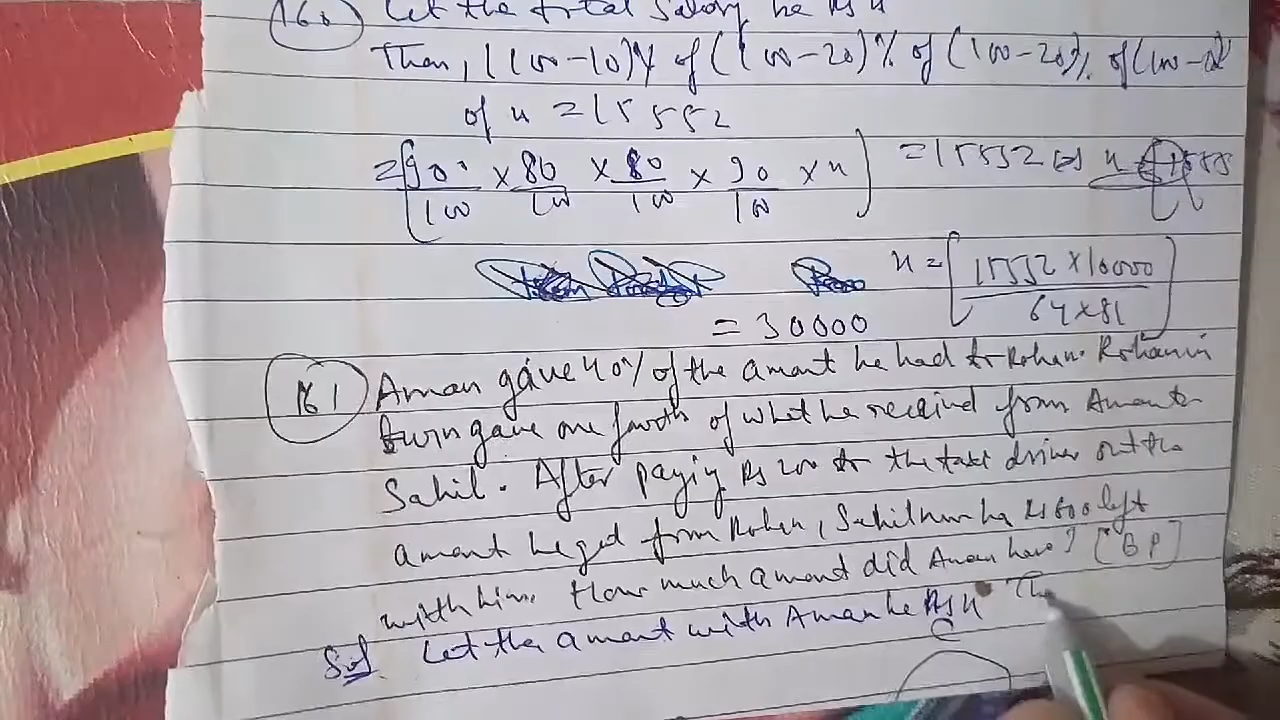 160 Let the total salary be Rs x
Then, [(100-10)% of (100-20)% of (100-20)% of (100-
of x = 15552
= [90/100 × 80/100 × 80/100 × 90/100 × x] = 15552 ⇒ x
x = [15552 × 10000 / 64 × 81]
= 30000
161 Aman gave 40% of the amount he had to Rohan. Rohan in
turn gave one fourth of what he received from Aman to
Sahil. After paying Rs 200 to the taxi driver out the
amount he got from Rohan, Sahil now has Rs 600 left
with him. How much amount did Aman have? [BP]
Sol. Let the amount with Aman be Rs x. The